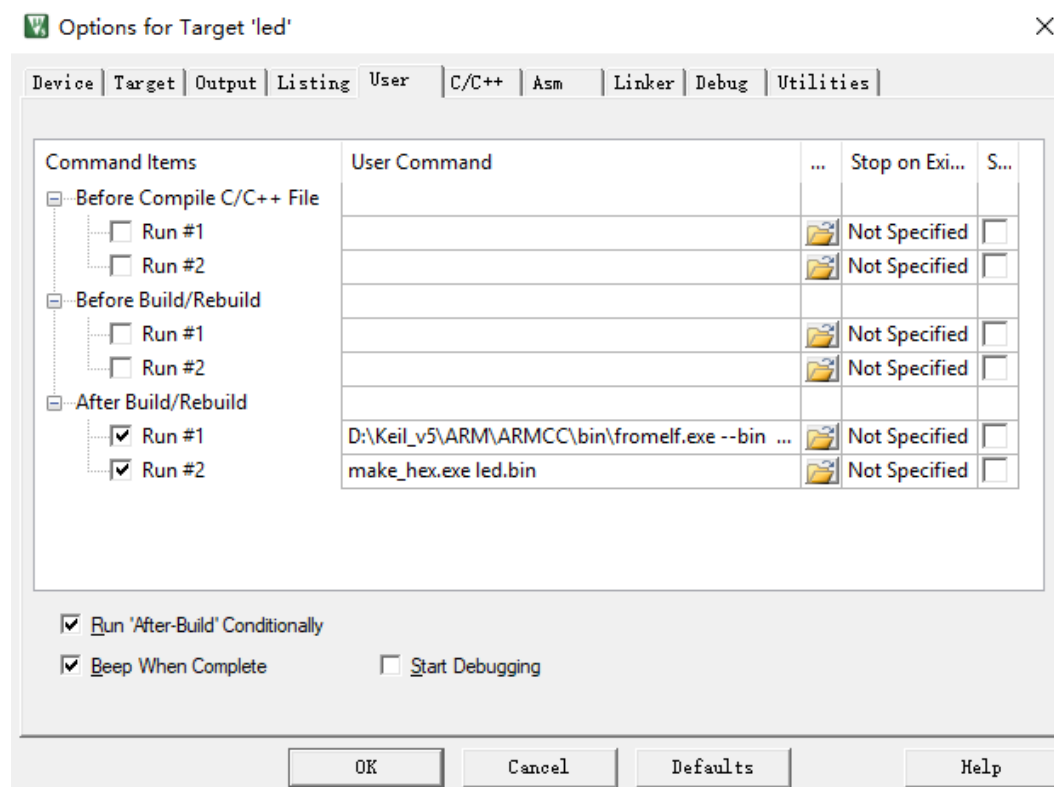 Options for Target 'led'
Device Target Output Listing User C/C++ Asm Linker Debug Utilities
Command Items User Command ... Stop on Exi... S...
Before Compile C/C++ File
Run #1 Not Specified
Run #2 Not Specified
Before Build/Rebuild
Run #1 Not Specified
Run #2 Not Specified
After Build/Rebuild
Run #1 D:\Keil_v5\ARM\ARMCC\bin\fromelf.exe --bin ... Not Specified
Run #2 make_hex.exe led.bin Not Specified
Run 'After-Build' Conditionally
Beep When Complete Start Debugging
OK Cancel Defaults Help